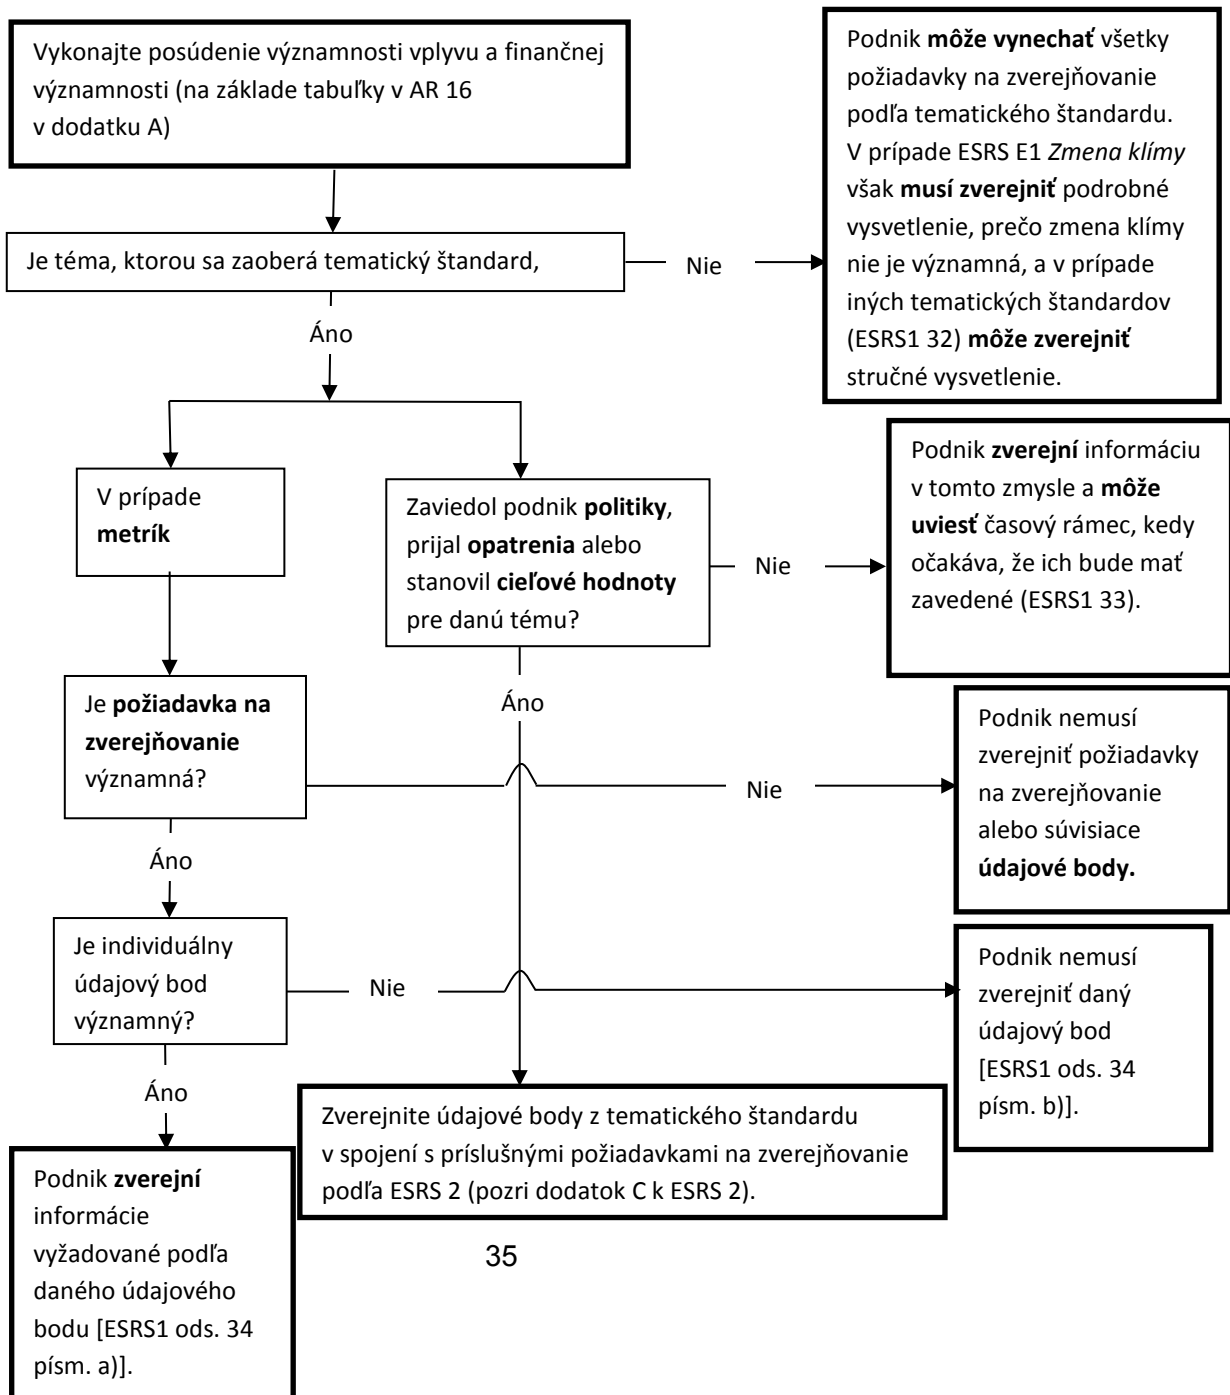 Vykonajte posúdenie významnosti vplyvu a finančnej
významnosti (na základe tabuľky v AR 16
v dodatku A)
Podnik môže vynechať všetky
požiadavky na zverejňovanie
podľa tematického štandardu.
V prípade ESRS E1 Zmena klímy
však musí zverejniť podrobné
vysvetlenie, prečo zmena klímy
nie je významná, a v prípade
iných tematických štandardov
(ESRS1 32) môže zverejniť
stručné vysvetlenie.
Je téma, ktorou sa zaoberá tematický štandard,
Nie
Áno
V prípade
metrík
Zaviedol podnik politiky,
prijal opatrenia alebo
stanovil cieľové hodnoty
pre danú tému?
Nie
Podnik zverejní informáciu
v tomto zmysle a môže
uviesť časový rámec, kedy
očakáva, že ich bude mať
zavedené (ESRS1 33).
Je požiadavka na
zverejňovanie
významná?
Áno
Nie
Podnik nemusí
zverejniť požiadavky
na zverejňovanie
alebo súvisiace
údajové body.
Áno
Je individuálny
údajový bod
významný?
Nie
Podnik nemusí
zverejniť daný
údajový bod
[ESRS1 ods. 34
písm. b)].
Áno
Zverejnite údajové body z tematického štandardu
v spojení s príslušnými požiadavkami na zverejňovanie
podľa ESRS 2 (pozri dodatok C k ESRS 2).
Podnik zverejní
informácie
vyžadované podľa
daného údajového
bodu [ESRS1 ods. 34
písm. a)].
35